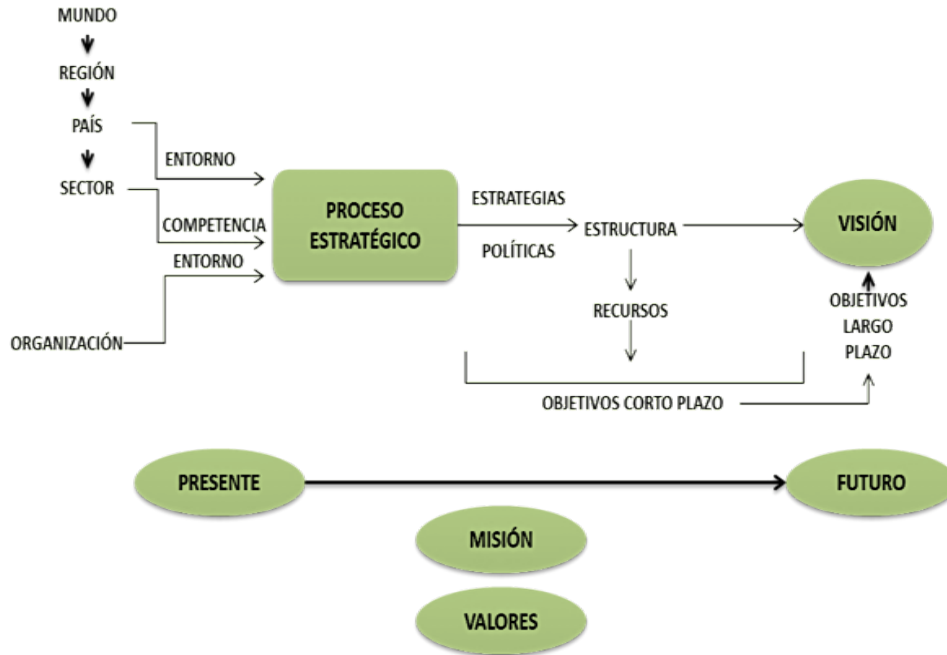 MUNDO
REGIÓN
PAÍS
SECTOR
ORGANIZACIÓN
ENTORNO
COMPETENCIA
ENTORNO
PROCESO
ESTRATÉGICO
ESTRATEGIAS
POLÍTICAS
ESTRUCTURA
RECURSOS
OBJETIVOS CORTO PLAZO
VISIÓN
OBJETIVOS
LARGO
PLAZO
PRESENTE
FUTURO
MISIÓN
VALORES